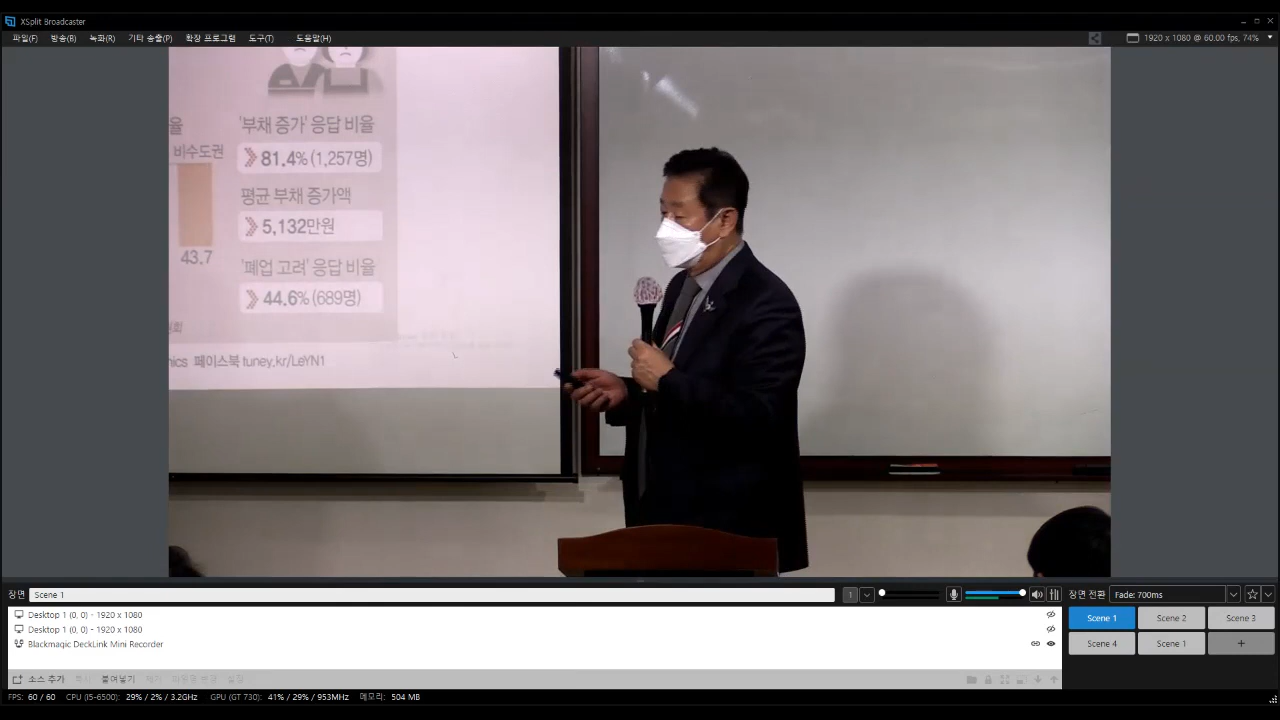 XSplit Broadcaster
파일(F) 방송(B) 녹화(R) 기타 송출(P) 확장 프로그램 도구(T) 도움말(H)
1920 x 1080 @ 60.00 fps, 74%
'부채 증가' 응답 비율
비수도권
81.4% (1,257명)
평균 부채 증가액
5,132만원
43.7
'폐업 고려' 응답 비율
44.6% (689명)
페이스북 tuney.kr/LeYN1
장면 Scene 1
1
장면 전환 Fade: 700ms
Desktop 1 (0, 0) - 1920 x 1080
Desktop 1 (0, 0) - 1920 x 1080
Blackmagic DeckLink Mini Recorder
Scene 1 Scene 2 Scene 3
Scene 4 Scene 1 +
소스 추가 복사 붙여넣기 제거
FPS: 60 / 60 CPU (i5-6500): 29% / 2% / 3.2GHz GPU (GT 730): 41% / 29% / 953MHz 메모리: 504 MB